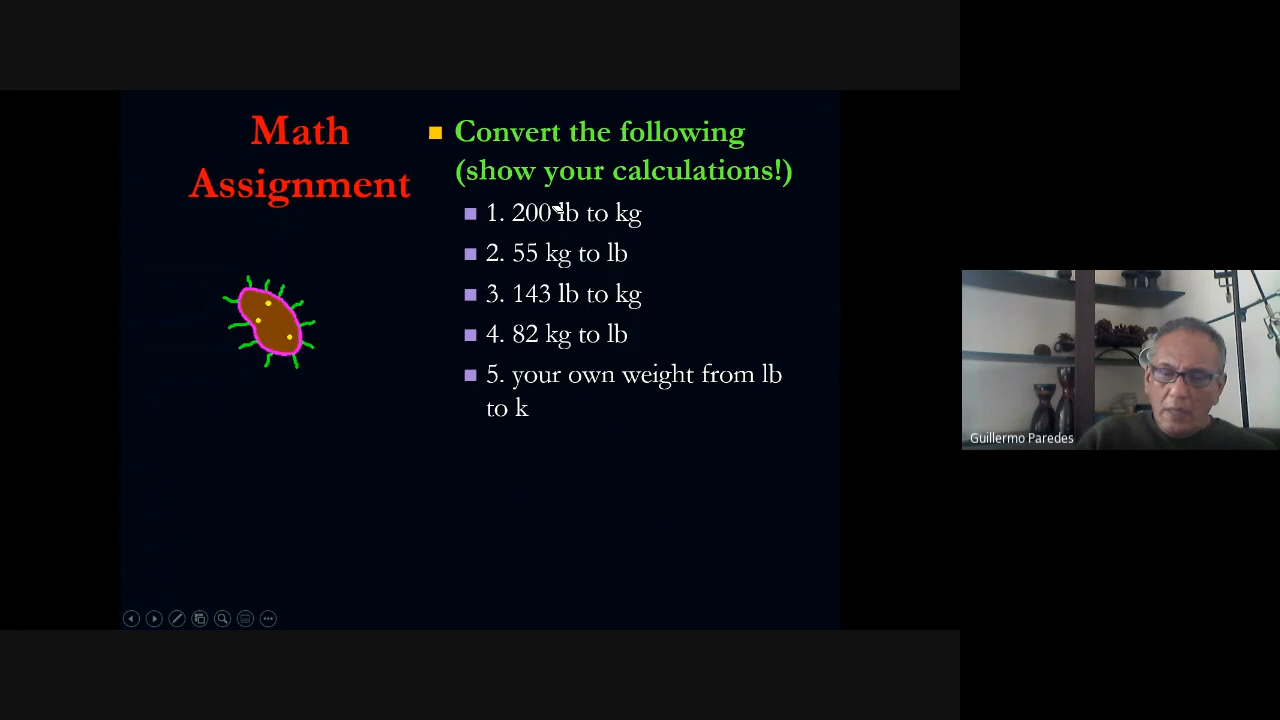 Math
Assignment
Convert the following
(show your calculations!)
1. 200 lb to kg
2. 55 kg to lb
3. 143 lb to kg
4. 82 kg to lb
5. your own weight from lb
to k
Guillermo Paredes